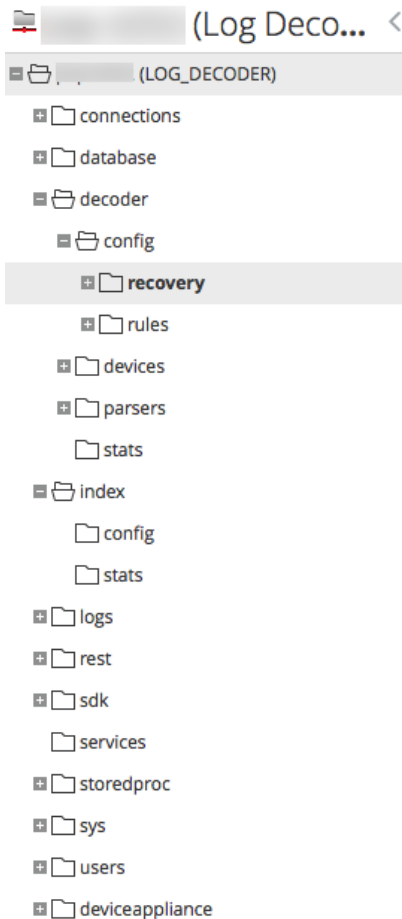 (Log Deco...
(LOG_DECODER)
connections
database
decoder
config
recovery
rules
devices
parsers
stats
index
config
stats
logs
rest
sdk
services
storedproc
sys
users
deviceappliance